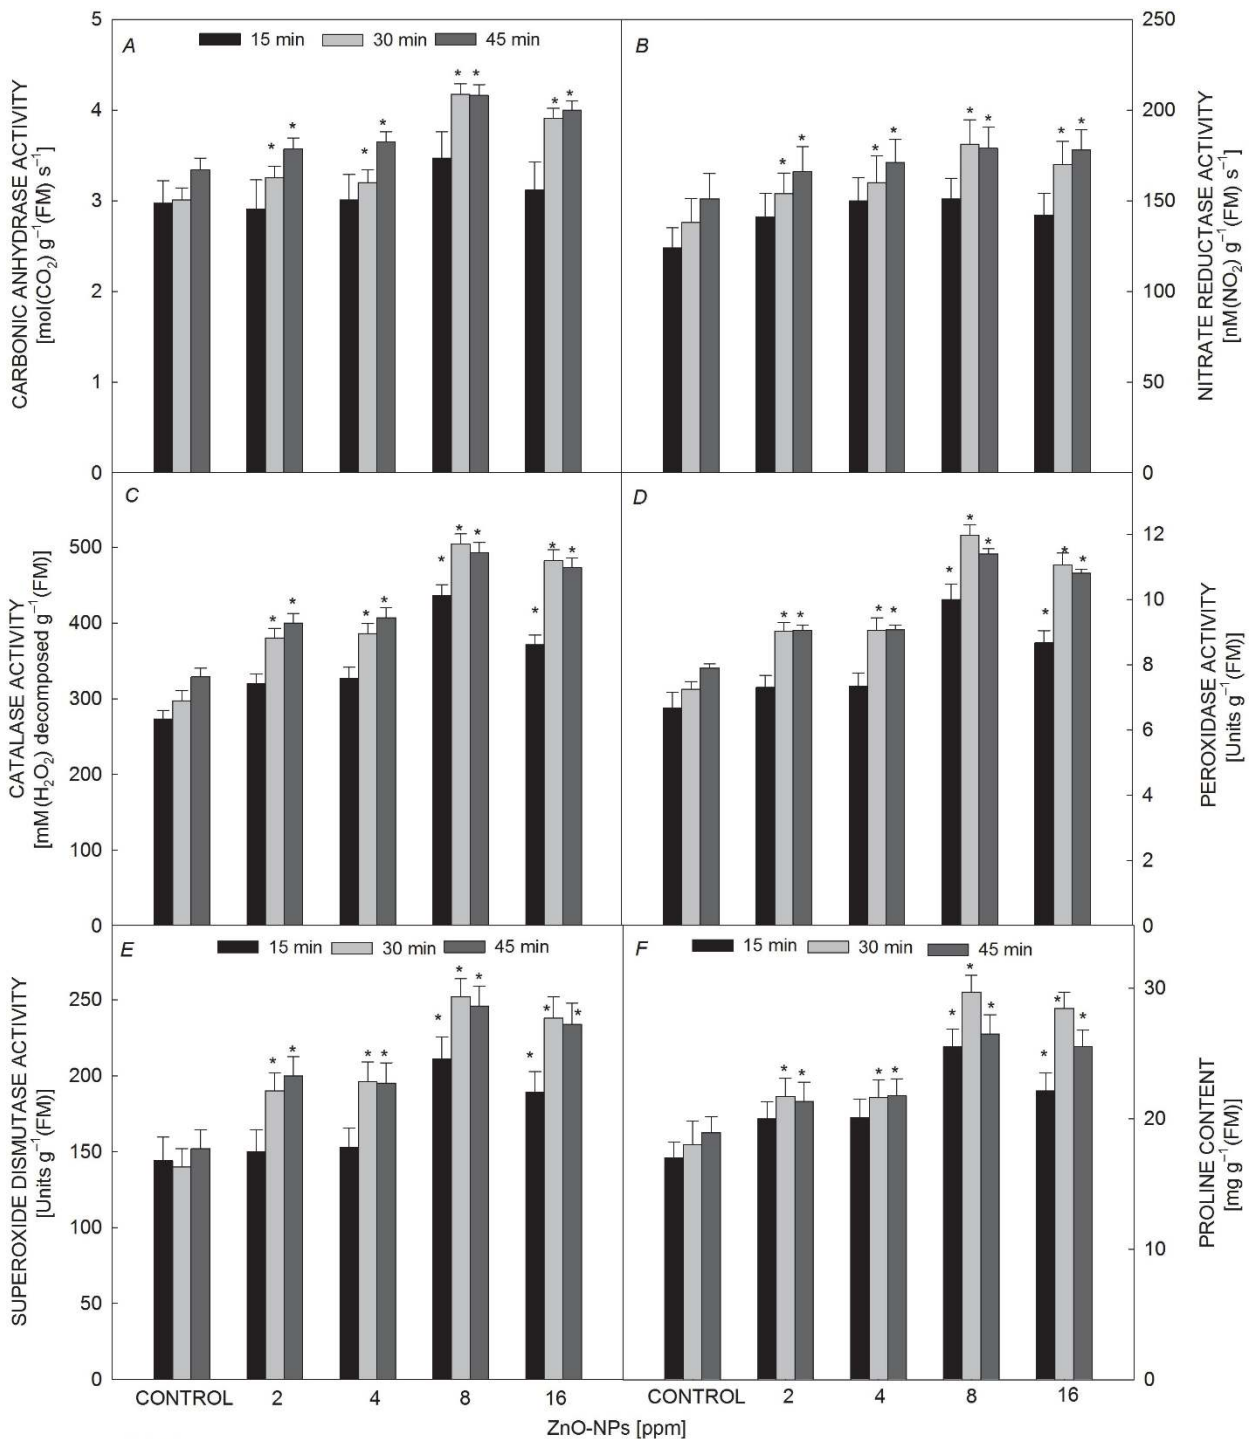 A
15 min 30 min 45 min
CARBONIC ANHYDRASE ACTIVITY
[mol(CO₂) g⁻¹(FM) s⁻¹]
5
4
3
2
1
0
* * * * * * * *
B
NITRATE REDUCTASE ACTIVITY
[nM(NO₂) g⁻¹(FM) s⁻¹]
250
200
150
100
50
0
* * * * * * * *
C
CATALASE ACTIVITY
[mM(H₂O₂) decomposed g⁻¹(FM)]
500
400
300
200
100
0
* * * * * * * * * *
D
PEROXIDASE ACTIVITY
[Units g⁻¹(FM)]
12
10
8
6
4
2
0
* * * * * * * * * *
E
15 min 30 min 45 min
SUPEROXIDE DISMUTASE ACTIVITY
[Units g⁻¹(FM)]
250
200
150
100
50
0
* * * * * * * * * *
CONTROL 2 4 8 16
F
15 min 30 min 45 min
PROLINE CONTENT
[mg g⁻¹(FM)]
30
20
10
0
* * * * * * * * * *
CONTROL 2 4 8 16
ZnO-NPs [ppm]